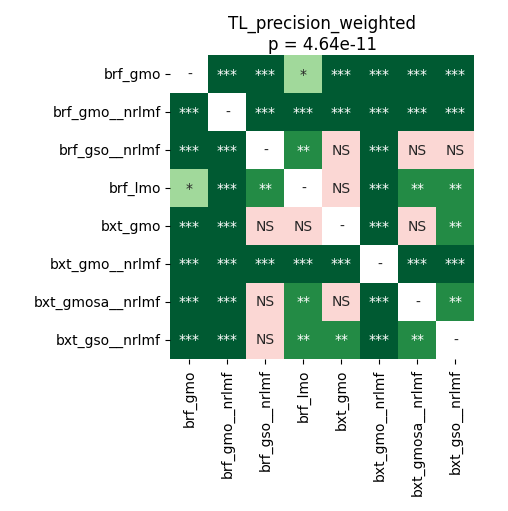 TL_precision_weighted
p = 4.64e-11
brf_gmo - *** *** * *** *** *** ***
brf_gmo__nrlmf *** - *** *** *** *** *** ***
brf_gso__nrlmf *** *** - ** NS *** NS NS
brf_lmo * *** ** - NS *** ** **
bxt_gmo *** *** NS NS - *** NS **
bxt_gmo__nrlmf *** *** *** *** *** - *** ***
bxt_gmosa__nrlmf *** *** NS ** NS *** - **
bxt_gso__nrlmf *** *** NS ** ** *** ** -
brf_gmo
brf_gmo__nrlmf
brf_gso__nrlmf
brf_lmo
bxt_gmo
bxt_gmo__nrlmf
bxt_gmosa__nrlmf
bxt_gso__nrlmf